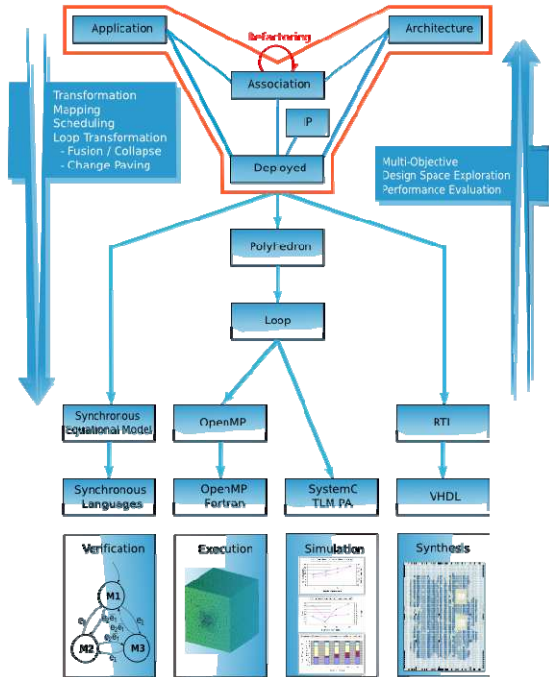 Application
Refactoring
Architecture
Association
IP
Deployed
Transformation
Mapping
Scheduling
Loop Transformation
- Fusion / Collapse
- Change Paving
Multi-Objective
Design Space Exploration
Performance Evaluation
Polyhedron
Loop
Synchronous
Equational Model
OpenMP
RTL
Synchronous
Languages
OpenMP
Fortran
SystemC
TLM PA
VHDL
Verification
Execution
Simulation
Synthesis
M1
M2
M3